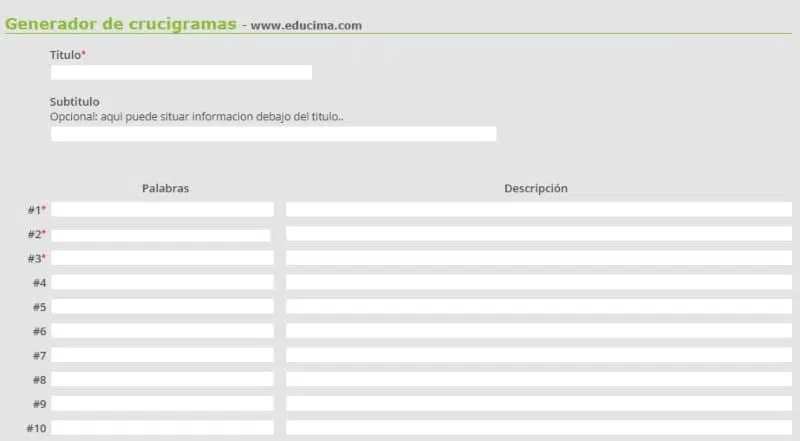 Generador de crucigramas - www.educima.com
Titulo*
Subtitulo
Opcional: aqui puede situar informacion debajo del titulo..
Palabras Descripción
#1*
#2*
#3*
#4
#5
#6
#7
#8
#9
#10